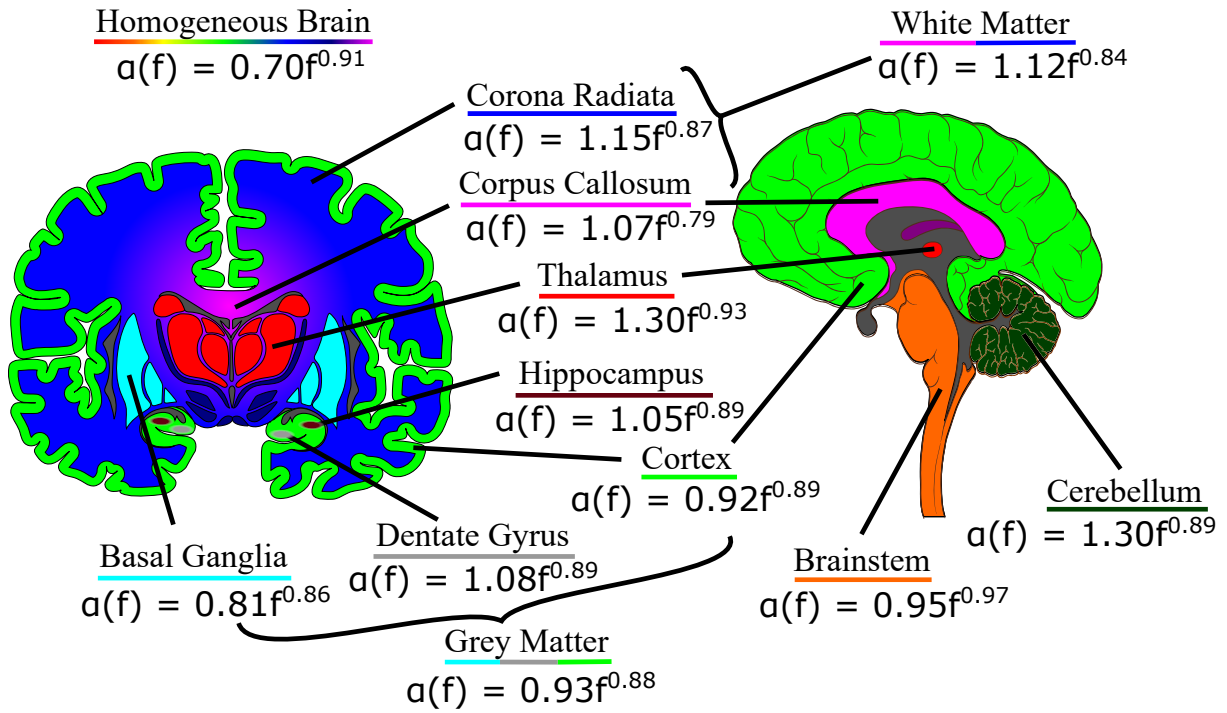 Homogeneous Brain
α(f) = 0.70f^0.91
White Matter
α(f) = 1.12f^0.84
Corona Radiata
α(f) = 1.15f^0.87
Corpus Callosum
α(f) = 1.07f^0.79
Thalamus
α(f) = 1.30f^0.93
Hippocampus
α(f) = 1.05f^0.89
Cortex
α(f) = 0.92f^0.89
Cerebellum
α(f) = 1.30f^0.89
Dentate Gyrus
α(f) = 1.08f^0.89
Basal Ganglia
α(f) = 0.81f^0.86
Brainstem
α(f) = 0.95f^0.97
Grey Matter
α(f) = 0.93f^0.88